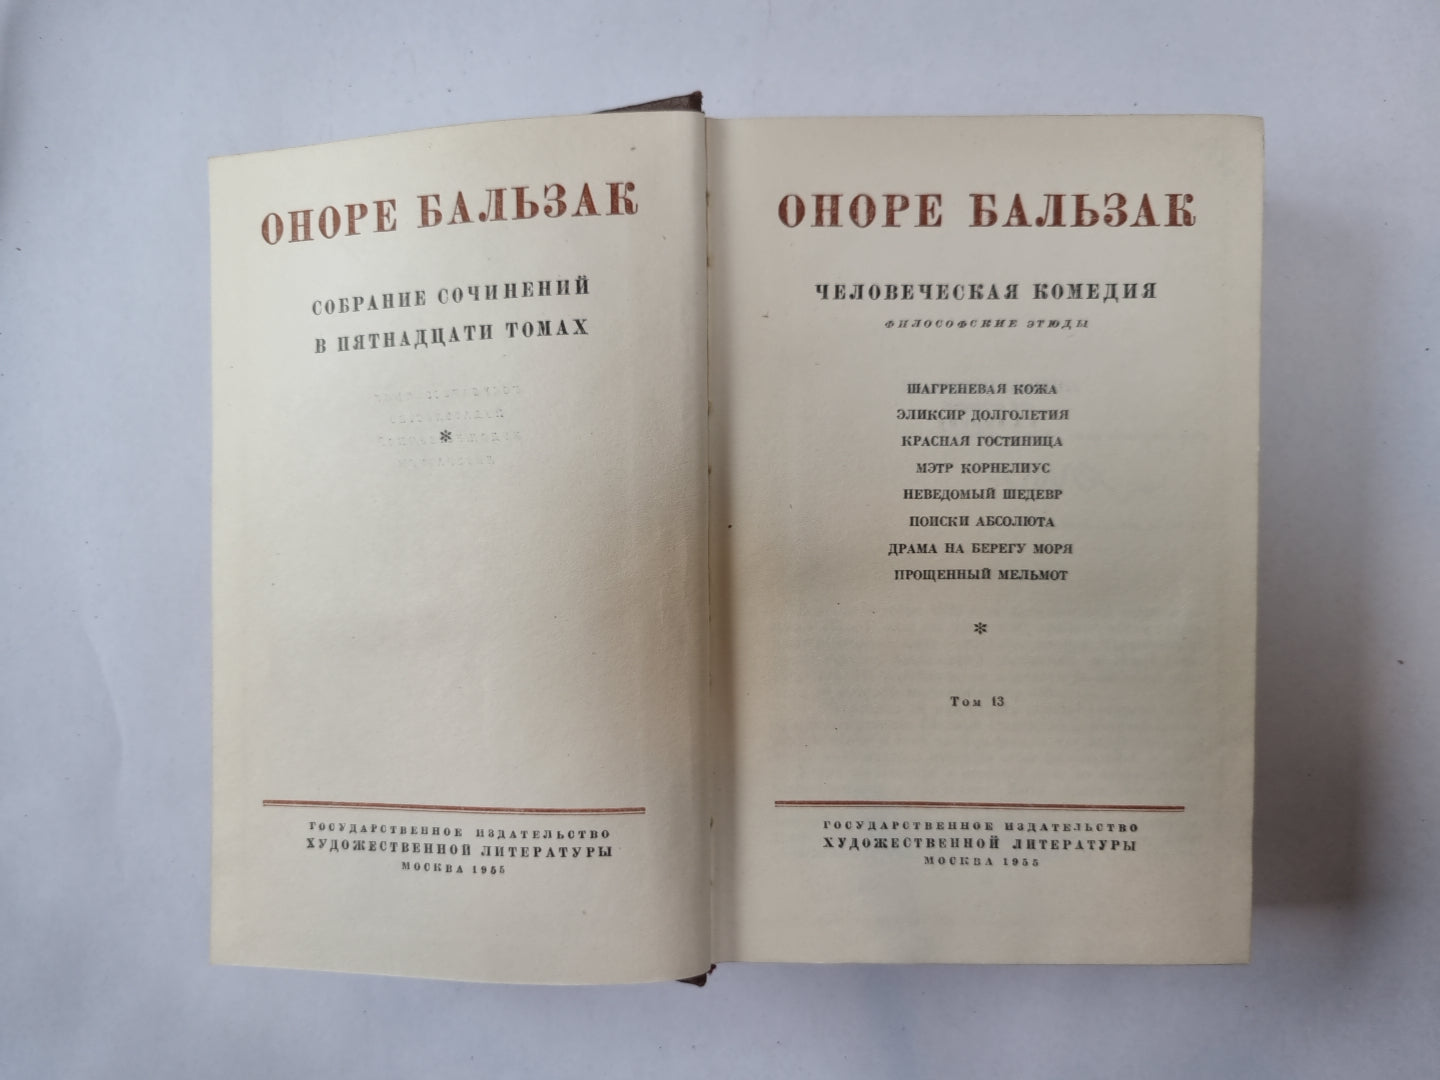 ОНОРЕ БАЛЬЗАК
СОБРАНИЕ СОЧИНЕНИЙ
В ПЯТНАДЦАТИ ТОМАХ
*
ГОСУДАРСТВЕННОЕ ИЗДАТЕЛЬСТВО
ХУДОЖЕСТВЕННОЙ ЛИТЕРАТУРЫ
МОСКВА 1955
ОНОРЕ БАЛЬЗАК
ЧЕЛОВЕЧЕСКАЯ КОМЕДИЯ
ФИЛОСОФСКИЕ ЭТЮДЫ
ШАГРЕНЕВАЯ КОЖА
ЭЛИКСИР ДОЛГОЛЕТИЯ
КРАСНАЯ ГОСТИНИЦА
МЭТР КОРНЕЛИУС
НЕВЕДОМЫЙ ШЕДЕВР
ПОИСКИ АБСОЛЮТА
ДРАМА НА БЕРЕГУ МОРЯ
ПРОЩЕННЫЙ МЕЛЬМОТ
*
Том 13
ГОСУДАРСТВЕННОЕ ИЗДАТЕЛЬСТВО
ХУДОЖЕСТВЕННОЙ ЛИТЕРАТУРЫ
МОСКВА 1955